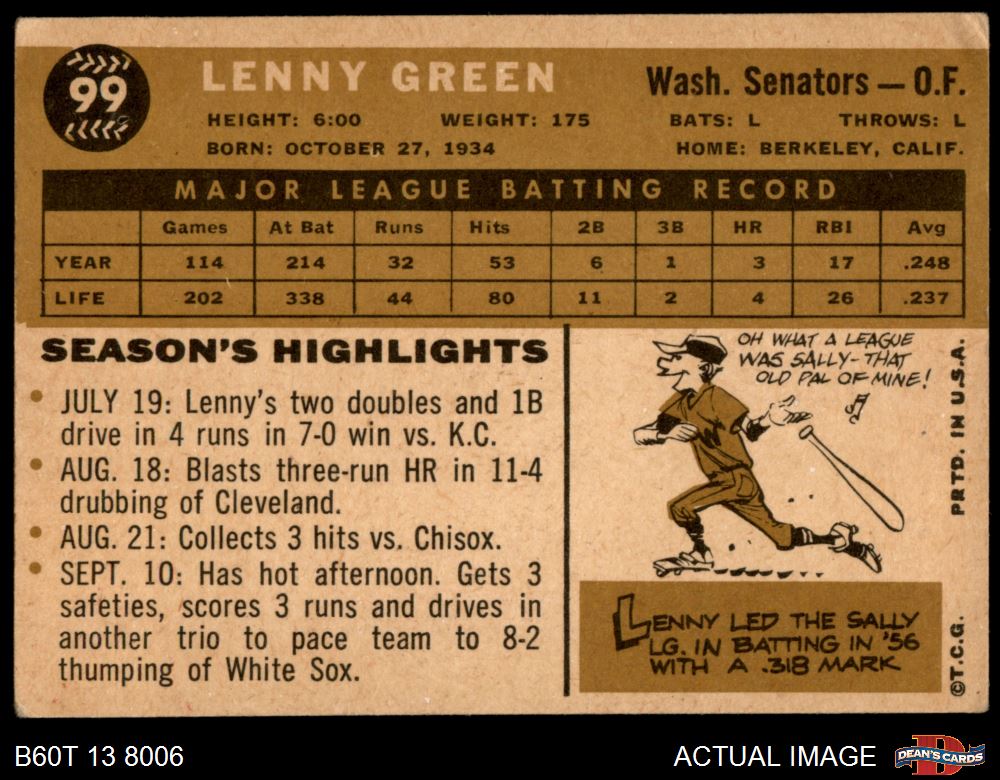 99
LENNY GREEN
Wash. Senators — O.F.
HEIGHT: 6:00 WEIGHT: 175 BATS: L THROWS: L
BORN: OCTOBER 27, 1934 HOME: BERKELEY, CALIF.
MAJOR LEAGUE BATTING RECORD
Games At Bat Runs Hits 2B 3B HR RBI Avg
YEAR 114 214 32 53 6 1 3 17 .248
LIFE 202 338 44 80 11 2 4 26 .237
SEASON'S HIGHLIGHTS
• JULY 19: Lenny's two doubles and 1B
drive in 4 runs in 7-0 win vs. K.C.
• AUG. 18: Blasts three-run HR in 11-4
drubbing of Cleveland.
• AUG. 21: Collects 3 hits vs. Chisox.
• SEPT. 10: Has hot afternoon. Gets 3
safeties, scores 3 runs and drives in
another trio to pace team to 8-2
thumping of White Sox.
OH WHAT A LEAGUE
WAS SALLY-THAT
OLD PAL OF MINE!
W
LENNY LED THE SALLY
LG. IN BATTING IN '56
WITH A .318 MARK
PRTD. IN U.S.A.
©T.C.G.
B60T 13 8006
ACTUAL IMAGE
D
DEAN'S CARDS